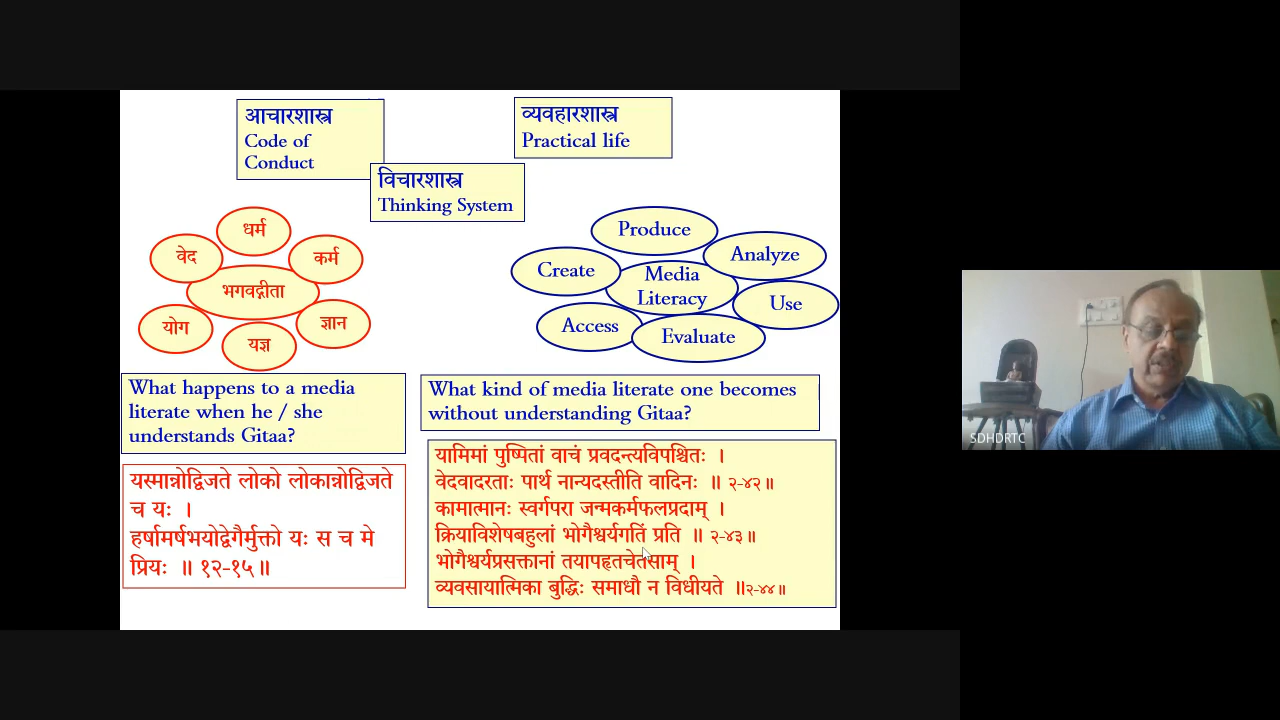 आचारशास्त्र
Code of
Conduct
व्यवहारशास्त्र
Practical life
विचारशास्त्र
Thinking System
धर्म
वेद
कर्म
भगवद्गीता
योग
ज्ञान
यज्ञ
Produce
Analyze
Create
Media
Literacy
Use
Access
Evaluate
What happens to a media
literate when he / she
understands Gitaa?
What kind of media literate one becomes
without understanding Gitaa?
यस्मान्नोद्विजते लोको लोकान्नोद्विजते
च यः ।
हर्षामर्षभयोद्वेगैर्मुक्तो यः स च मे
प्रियः ॥ १२-१५॥
यामिमां पुष्पितां वाचं प्रवदन्त्यविपश्चितः ।
वेदवादरताः पार्थ नान्यदस्तीति वादिनः ॥ २-४२॥
कामात्मानः स्वर्गपरा जन्मकर्मफलप्रदाम् ।
क्रियाविशेषबहुलां भोगैश्वर्यगतिं प्रति ॥ २-४३॥
भोगैश्वर्यप्रसक्तानां तयापहृतचेतसाम् ।
व्यवसायात्मिका बुद्धिः समाधौ न विधीयते ॥२-४४॥
SDHDRTC